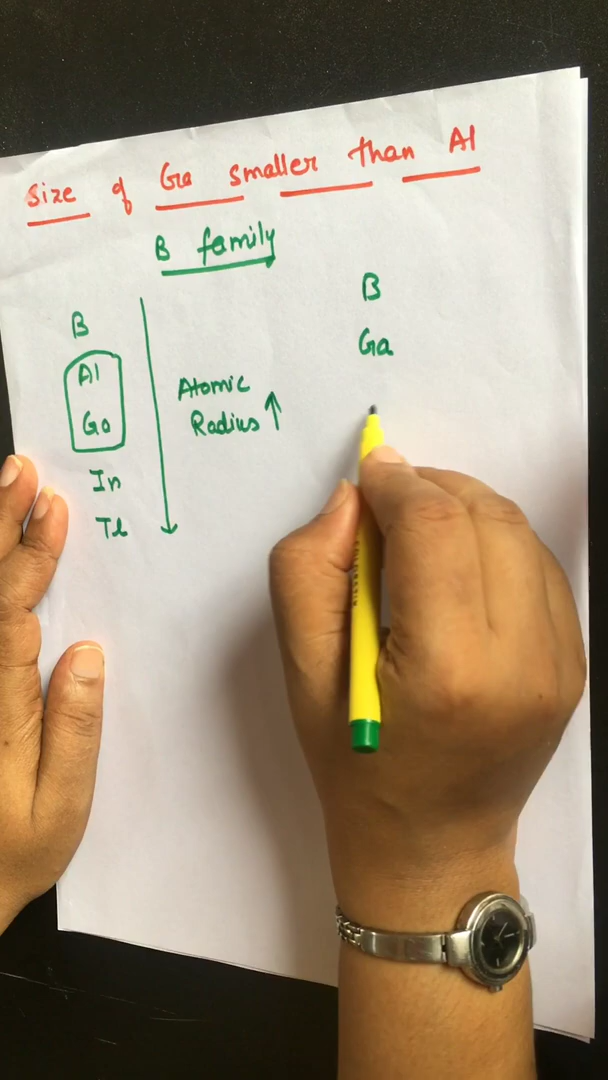 Size of Ga smaller than Al
B family
B
Al
Ga
In
Tl
Atomic
Radius ↑
B
Ga